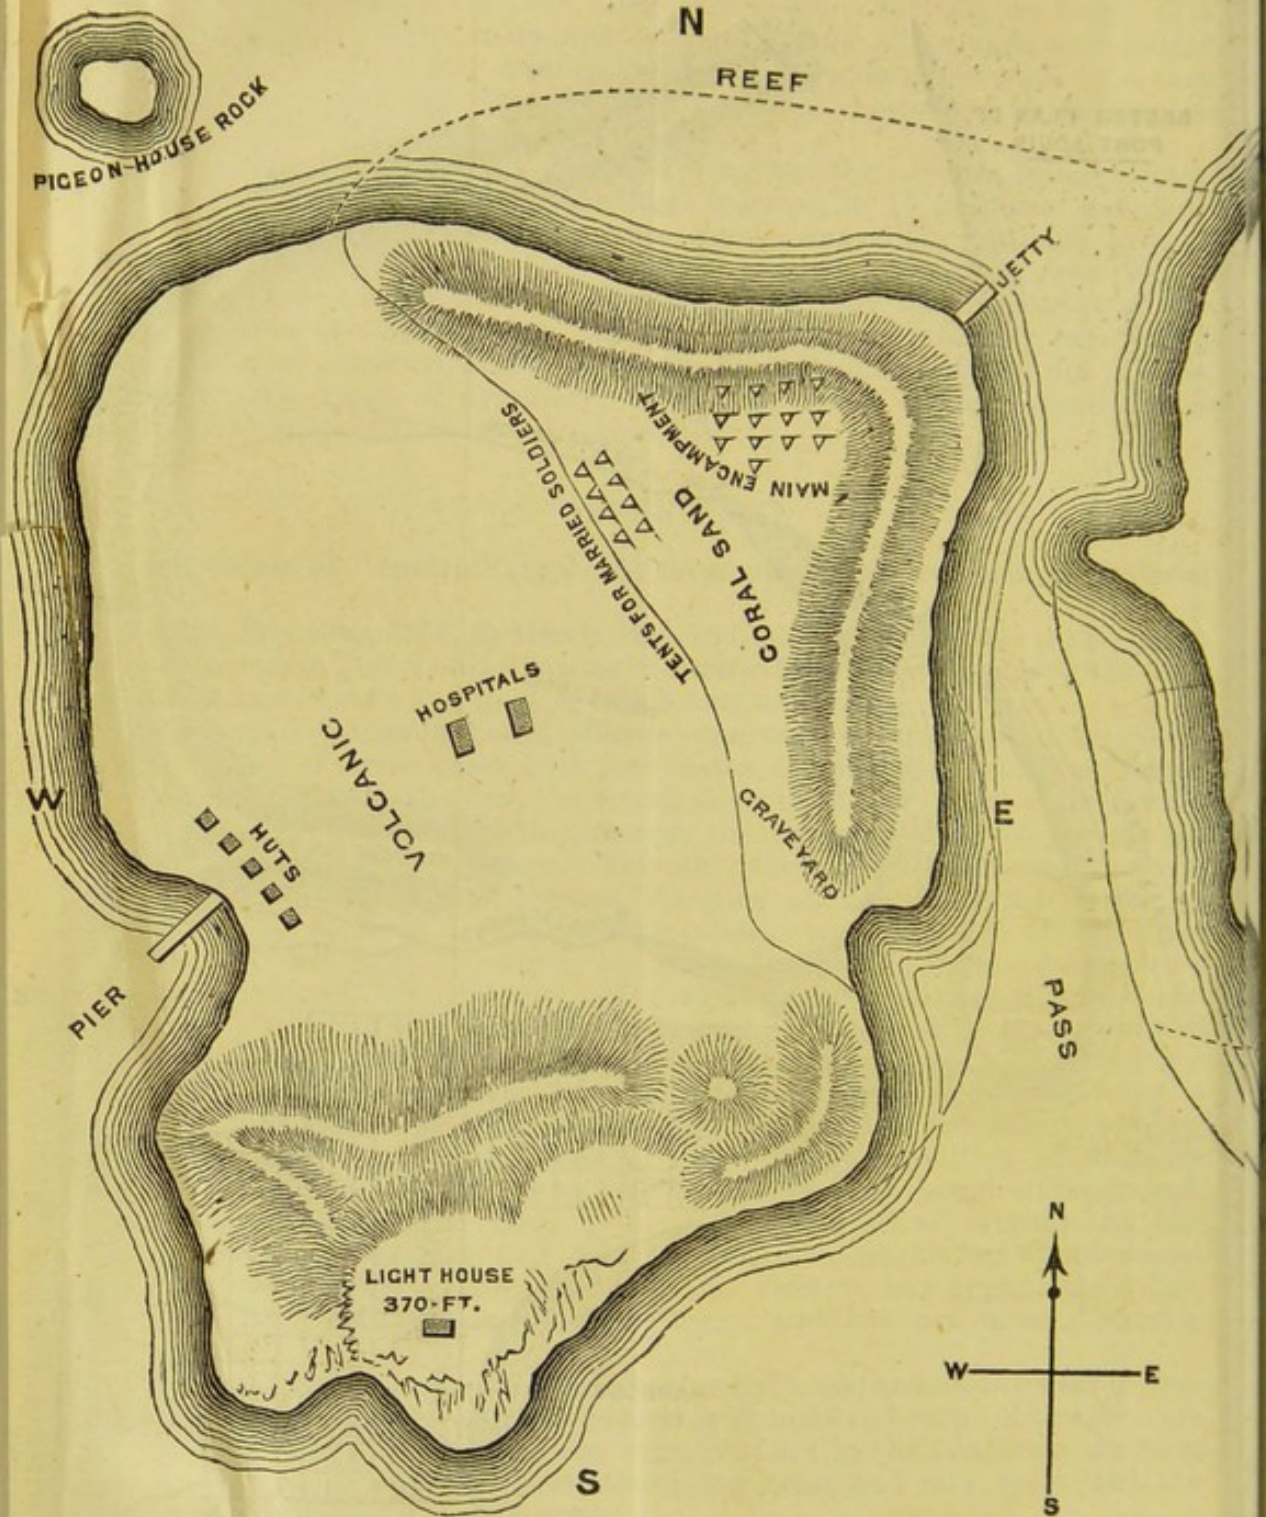 N
REEF
PIGEON-HOUSE ROCK
JETTY
MAIN ENCAMPMENT
TENTS FOR MARRIED SOLDIERS
CORAL SAND
HOSPITALS
VOLCANIC
W
HUTS
GRAVEYARD
E
PIER
PASS
LIGHT HOUSE
370-FT.
N
W
E
S
S